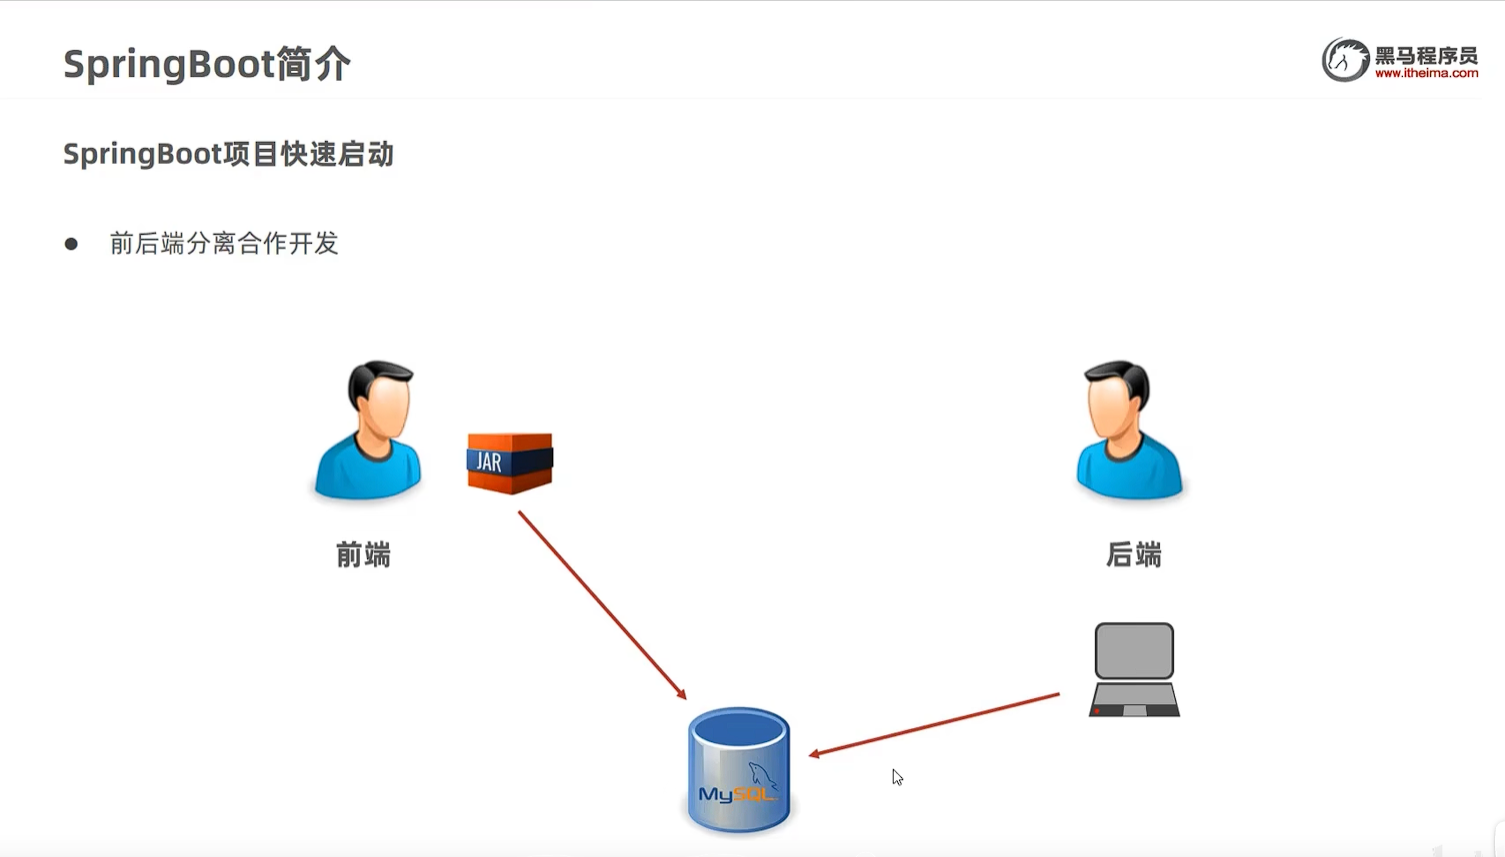 SpringBoot简介
黑马程序员
www.itheima.com
SpringBoot项目快速启动
前后端分离合作开发
JAR
前端
后端
MySQL